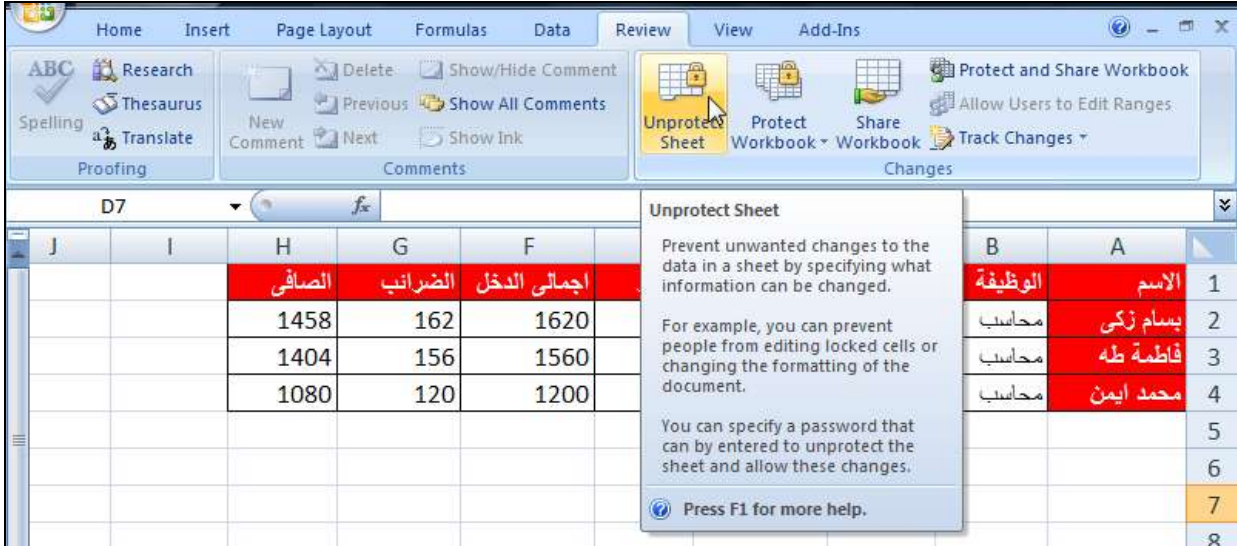 Home Insert Page Layout Formulas Data Review View Add-Ins
ABC Spelling
Research
Thesaurus
Translate
Proofing
New Comment
Delete
Previous
Next
Show/Hide Comment
Show All Comments
Show Ink
Comments
Unprotect Sheet
Protect Workbook
Share Workbook
Protect and Share Workbook
Allow Users to Edit Ranges
Track Changes
Changes
D7 fx
Unprotect Sheet
Prevent unwanted changes to the
data in a sheet by specifying what
information can be changed.
For example, you can prevent
people from editing locked cells or
changing the formatting of the
document.
You can specify a password that
can by entered to unprotect the
sheet and allow these changes.
Press F1 for more help.
A B F G H I J
1 الاسم الوظيفة اجمالى الدخل الضرائب الصافى
2 بسام زكى محاسب 1620 162 1458
3 فاطمة طه محاسب 1560 156 1404
4 محمد ايمن محاسب 1200 120 1080
5
6
7
8